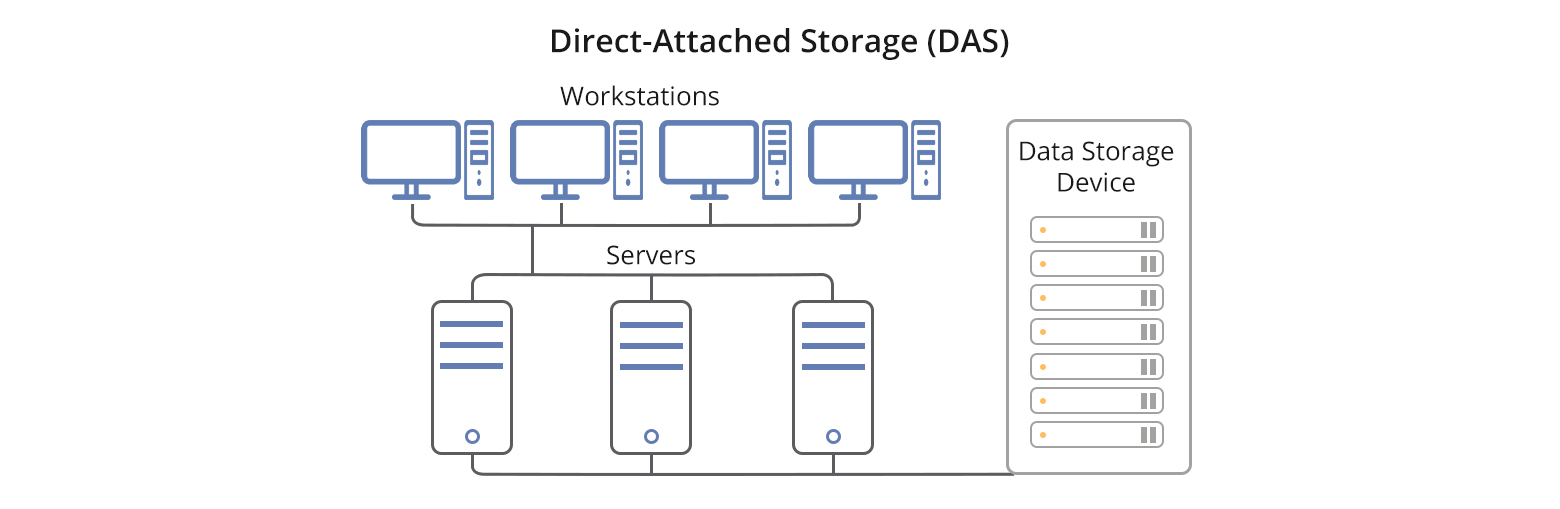 Direct-Attached Storage (DAS)
Workstations
Data Storage
Device
Servers